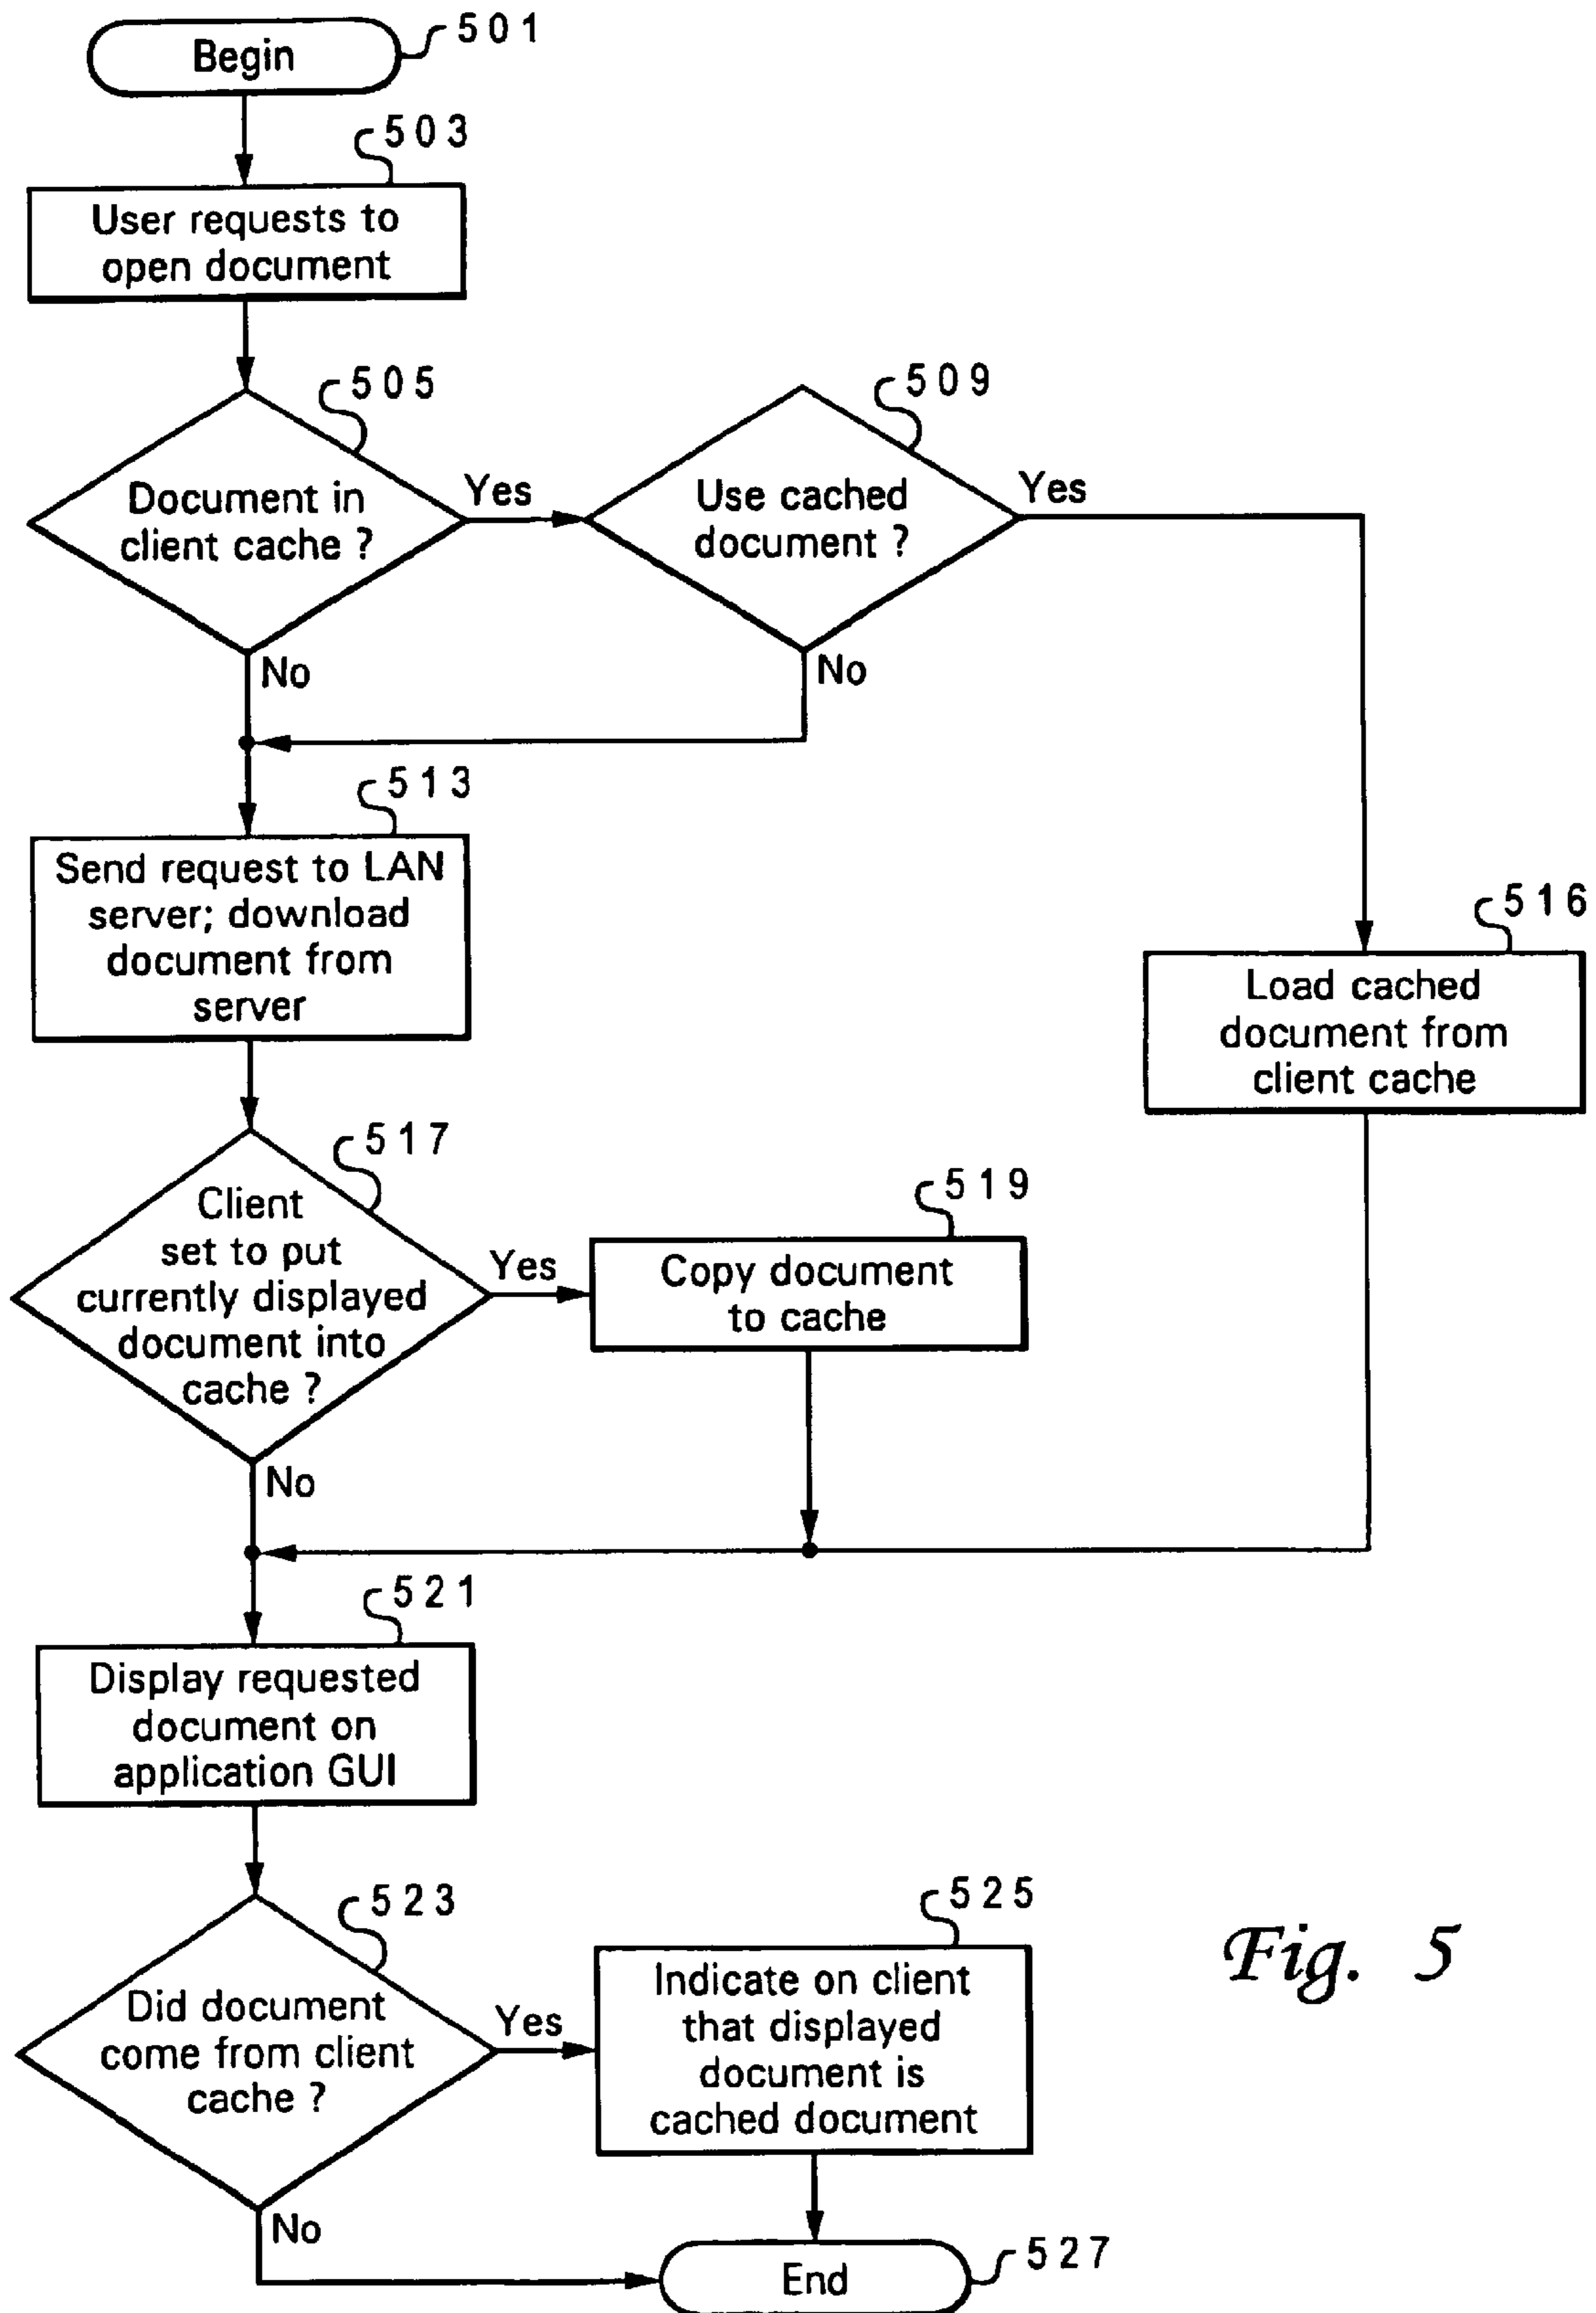 Begin
501
503
User requests to
open document
505
Document in
client cache ?
Yes
No
509
Use cached
document ?
Yes
No
513
Send request to LAN
server; download
document from
server
516
Load cached
document from
client cache
517
Client
set to put
currently displayed
document into
cache ?
Yes
No
519
Copy document
to cache
521
Display requested
document on
application GUI
523
Did document
come from client
cache ?
Yes
No
525
Indicate on client
that displayed
document is
cached document
End
527
Fig. 5